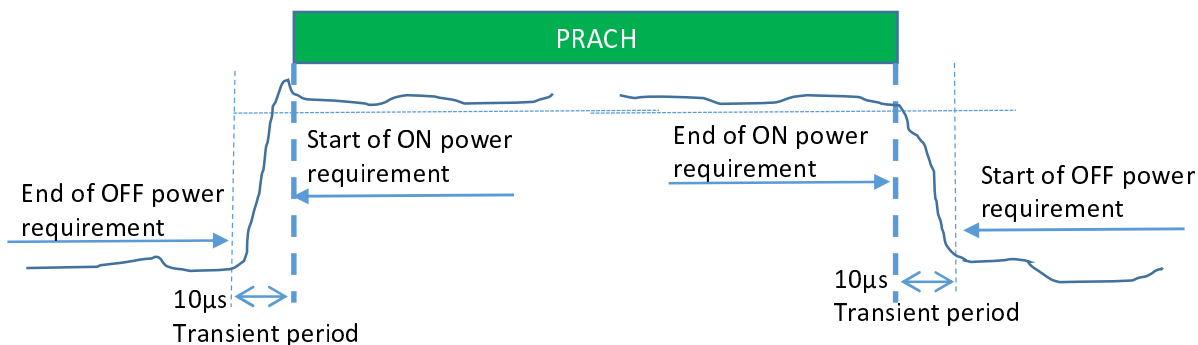 PRACH
Start of ON power
requirement
End of ON power
requirement
End of OFF power
requirement
Start of OFF power
requirement
10µs
Transient period
10µs
Transient period